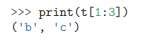 >>> print(t[1:3])
('b', 'c')